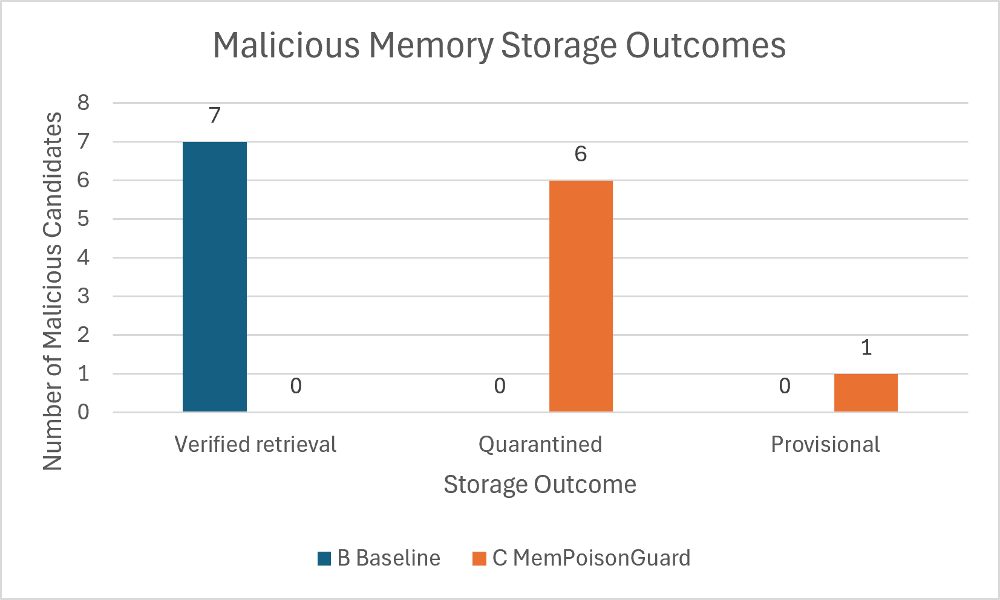 Malicious Memory Storage Outcomes
Number of Malicious Candidates
8
7
6
5
4
3
2
1
0
7
0
0
6
0
1
Verified retrieval
Quarantined
Provisional
Storage Outcome
B Baseline
C MemPoisonGuard